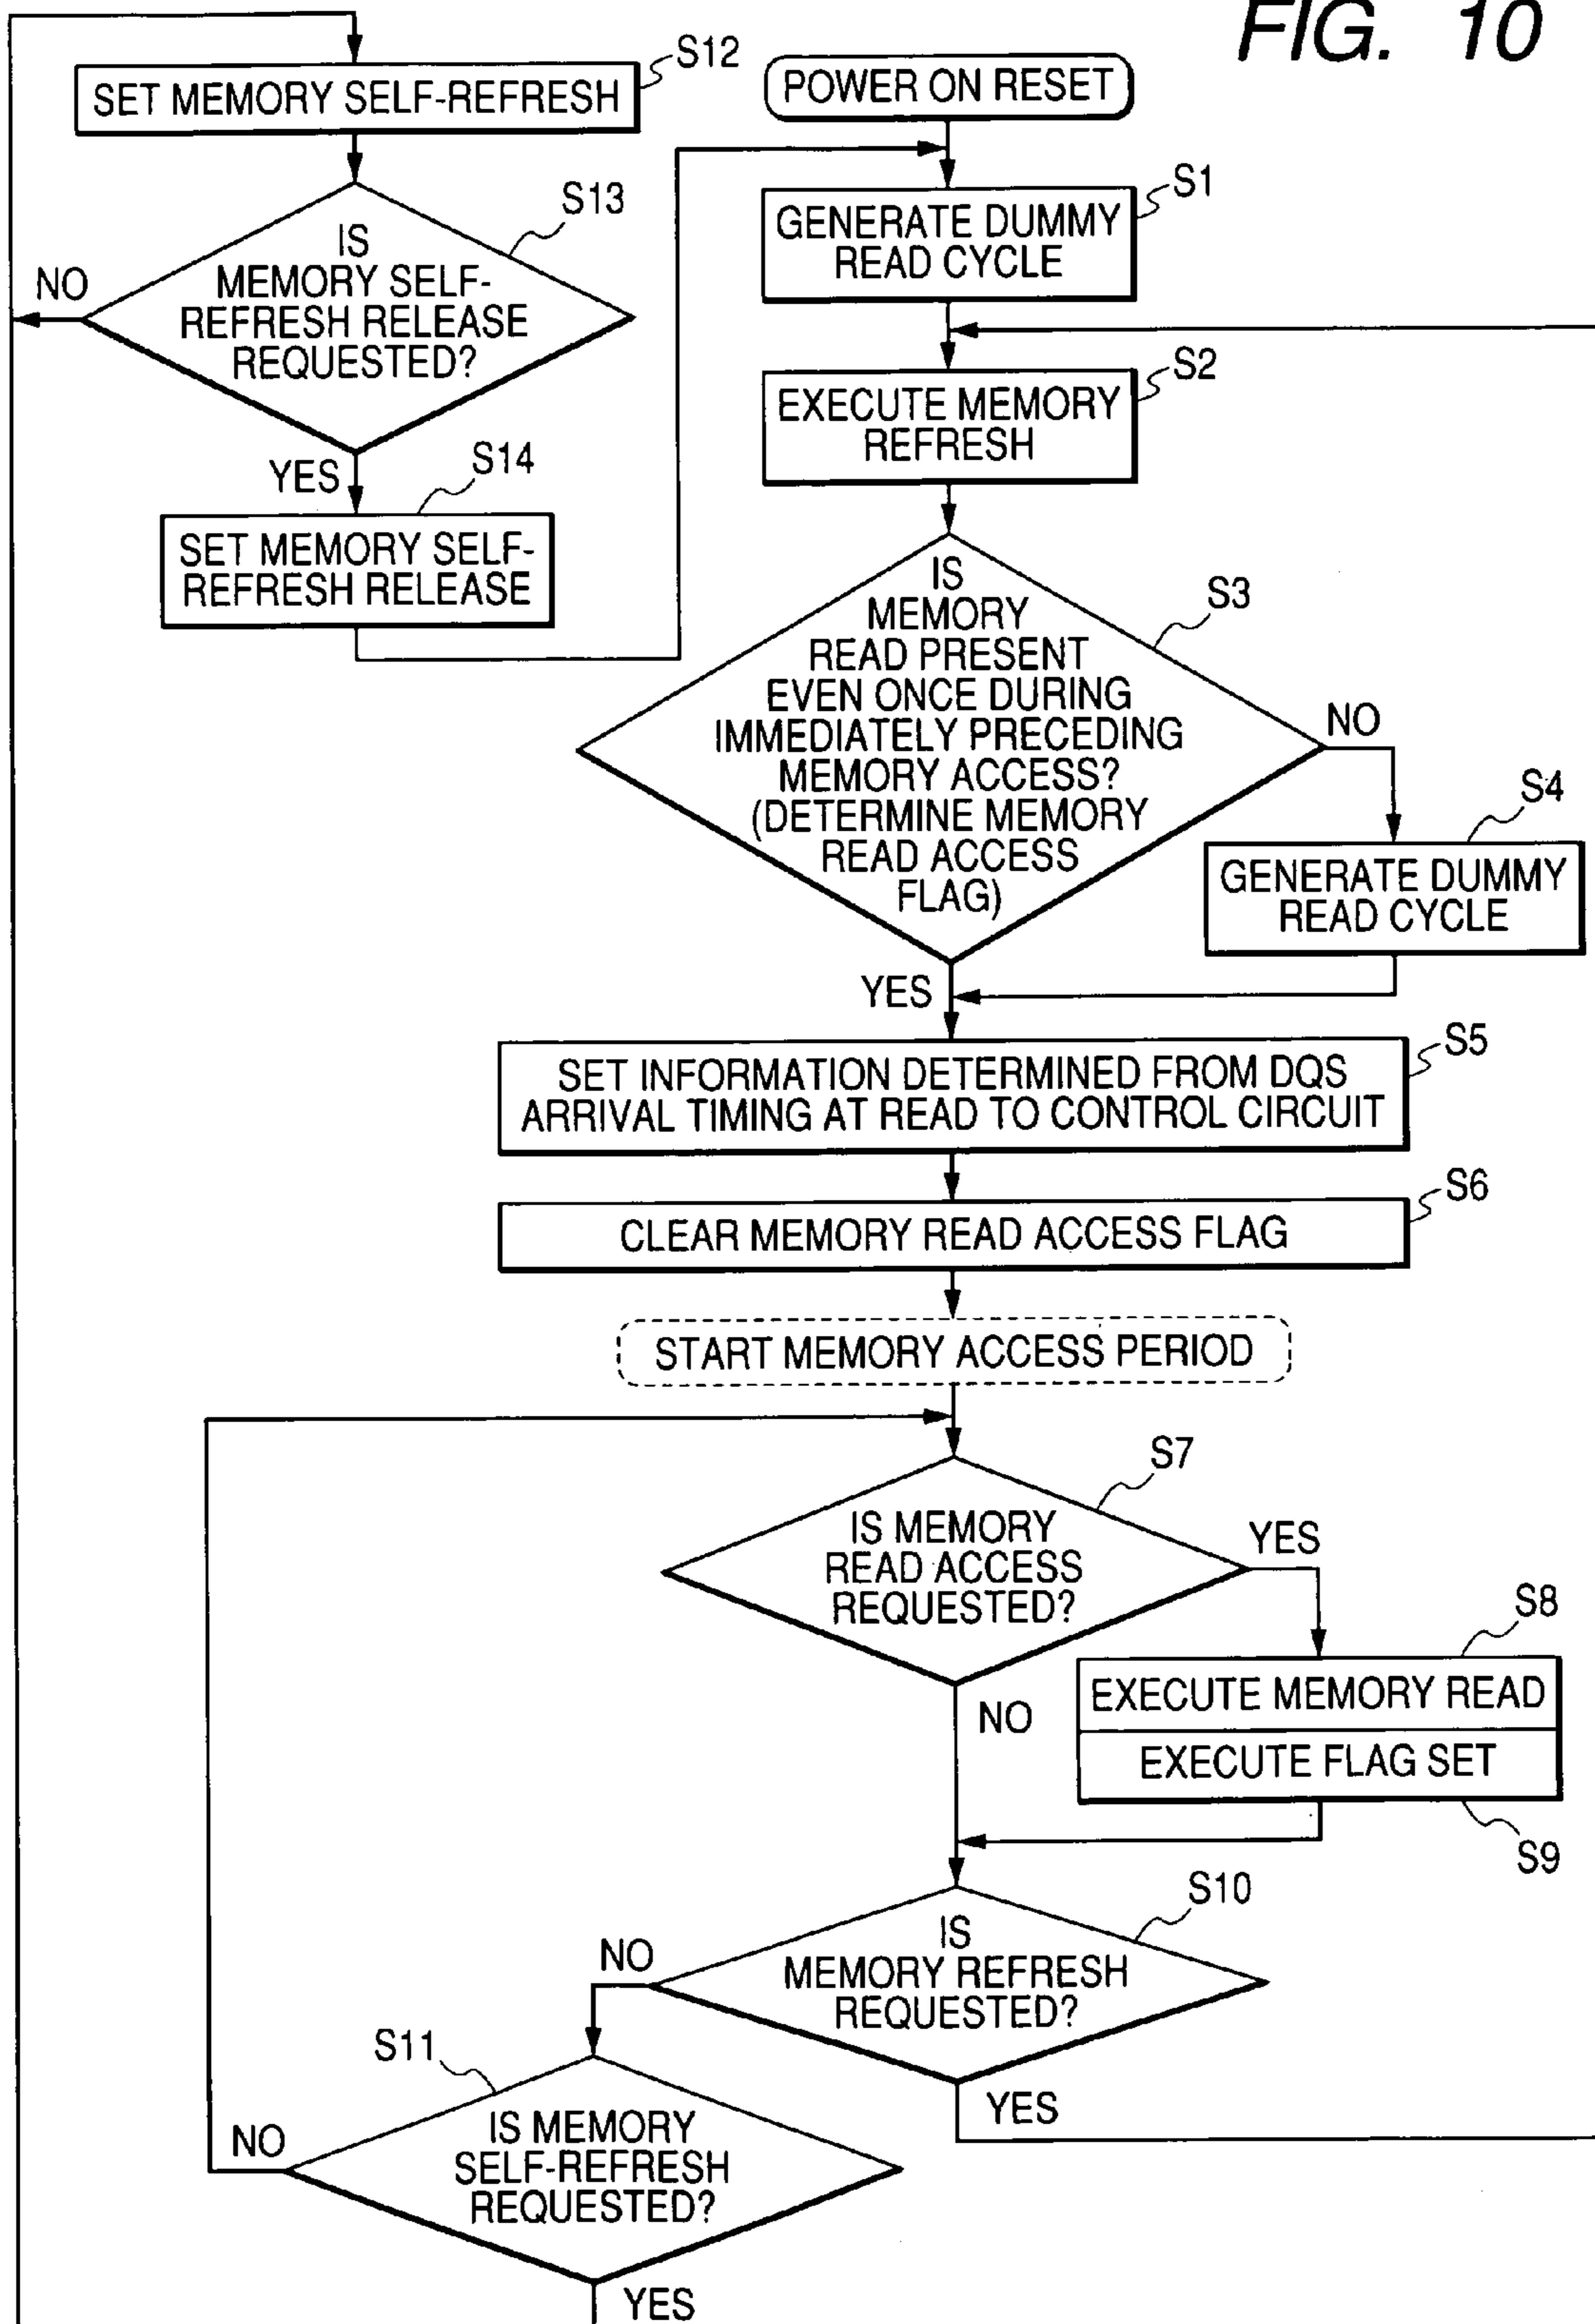 FIG. 10
S12
SET MEMORY SELF-REFRESH
S13
IS
MEMORY SELF-
REFRESH RELEASE
REQUESTED?
NO
YES
S14
SET MEMORY SELF-
REFRESH RELEASE
POWER ON RESET
S1
GENERATE DUMMY
READ CYCLE
S2
EXECUTE MEMORY
REFRESH
S3
IS
MEMORY
READ PRESENT
EVEN ONCE DURING
IMMEDIATELY PRECEDING
MEMORY ACCESS?
(DETERMINE MEMORY
READ ACCESS
FLAG)
NO
S4
GENERATE DUMMY
READ CYCLE
YES
S5
SET INFORMATION DETERMINED FROM DQS
ARRIVAL TIMING AT READ TO CONTROL CIRCUIT
S6
CLEAR MEMORY READ ACCESS FLAG
START MEMORY ACCESS PERIOD
S7
IS MEMORY
READ ACCESS
REQUESTED?
YES
S8
EXECUTE MEMORY READ
EXECUTE FLAG SET
S9
NO
S10
IS
MEMORY REFRESH
REQUESTED?
NO
YES
S11
IS MEMORY
SELF-REFRESH
REQUESTED?
NO
YES